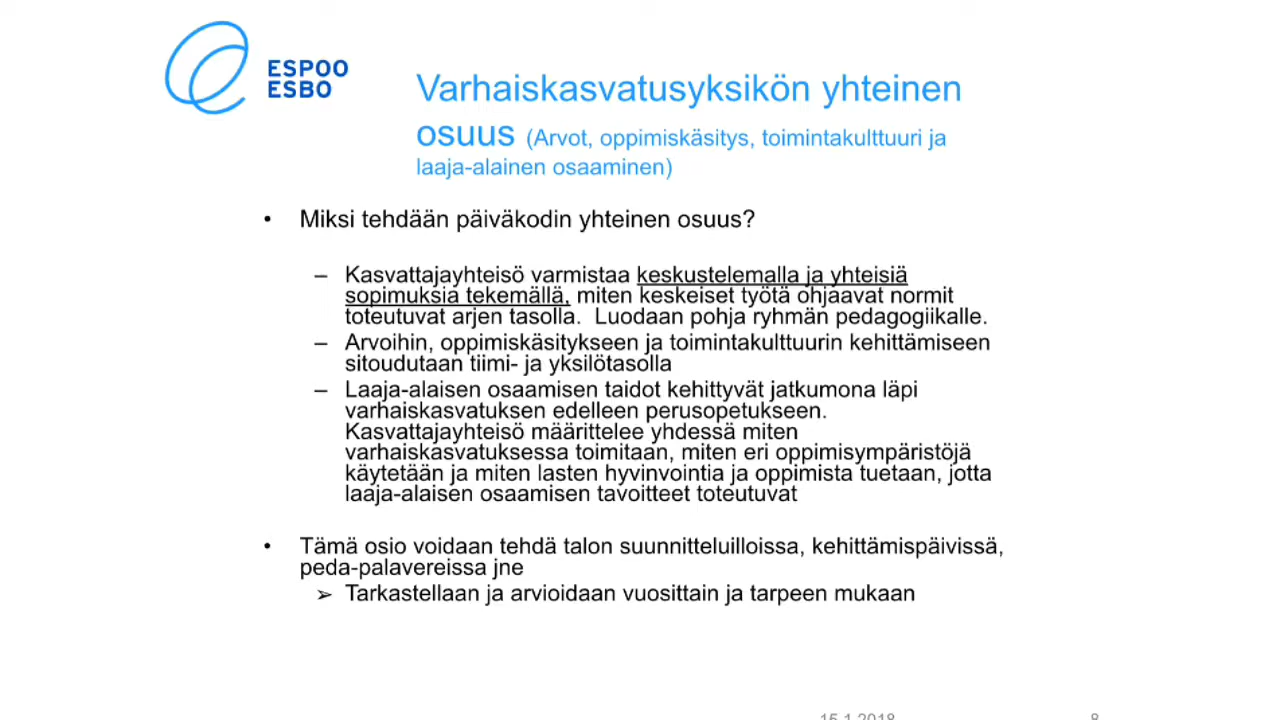 ESPOO
ESBO
Varhaiskasvatusyksikön yhteinen
osuus (Arvot, oppimiskäsitys, toimintakulttuuri ja
laaja-alainen osaaminen)
• Miksi tehdään päiväkodin yhteinen osuus?
– Kasvattajayhteisö varmistaa keskustelemalla ja yhteisiä
sopimuksia tekemällä, miten keskeiset työtä ohjaavat normit
toteutuvat arjen tasolla. Luodaan pohja ryhmän pedagogiikalle.
– Arvoihin, oppimiskäsitykseen ja toimintakulttuurin kehittämiseen
sitoudutaan tiimi- ja yksilötasolla
– Laaja-alaisen osaamisen taidot kehittyvät jatkumona läpi
varhaiskasvatuksen edelleen perusopetukseen.
Kasvattajayhteisö määrittelee yhdessä miten
varhaiskasvatuksessa toimitaan, miten eri oppimisympäristöjä
käytetään ja miten lasten hyvinvointia ja oppimista tuetaan, jotta
laaja-alaisen osaamisen tavoitteet toteutuvat
• Tämä osio voidaan tehdä talon suunnitteluilloissa, kehittämispäivissä,
peda-palavereissa jne
➢ Tarkastellaan ja arvioidaan vuosittain ja tarpeen mukaan
15.1.2018 8